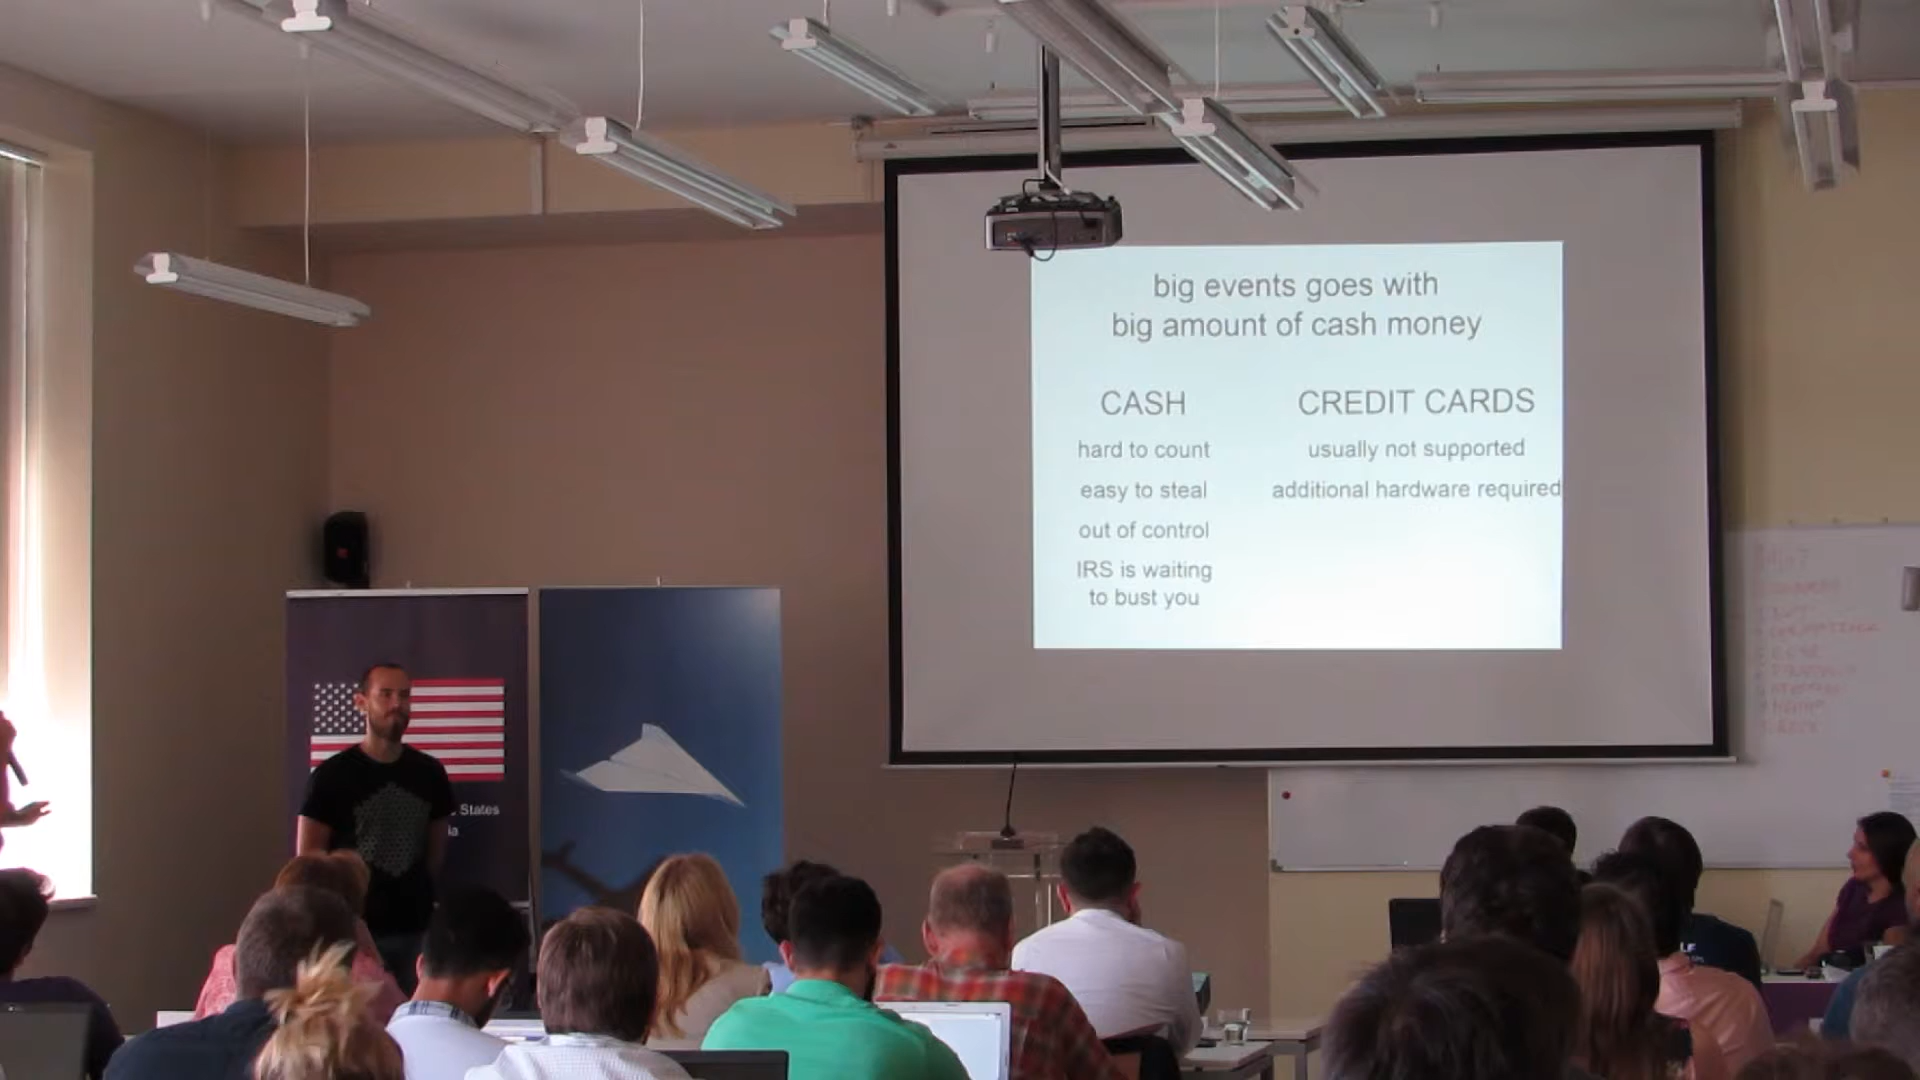 big events goes with
big amount of cash money
CASH
hard to count
easy to steal
out of control
IRS is waiting
to bust you
CREDIT CARDS
usually not supported
additional hardware required
States